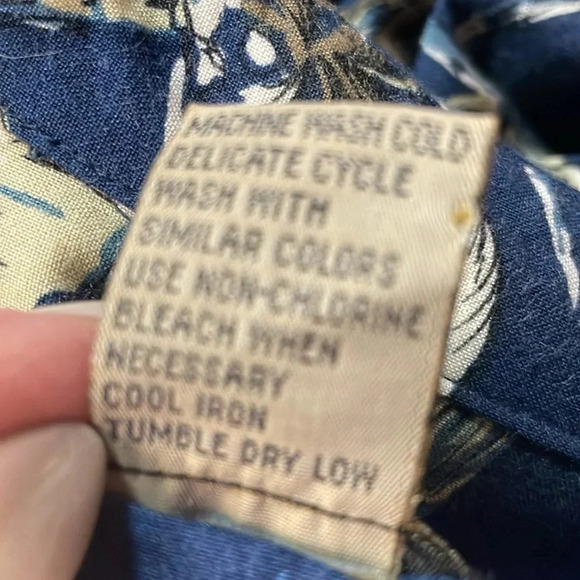 MACHINE WASH COLD
DELICATE CYCLE
WASH WITH
SIMILAR COLORS
USE NON-CHLORINE
BLEACH WHEN
NECESSARY
COOL IRON
TUMBLE DRY LOW